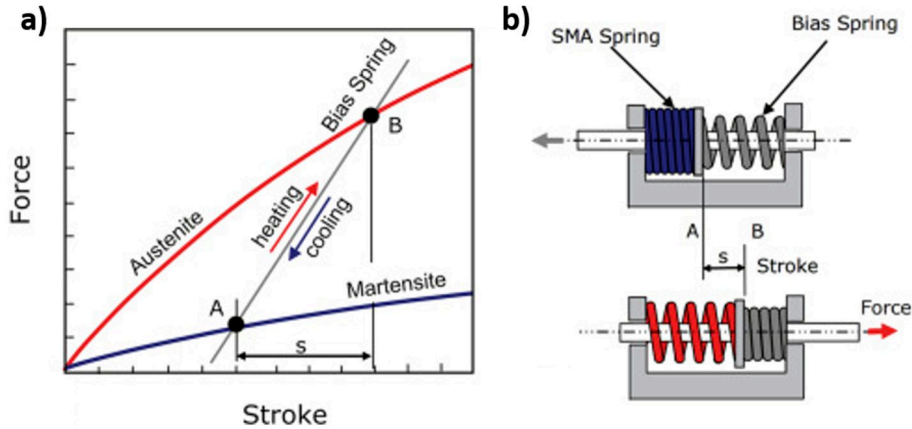 a)
Force
Stroke
Austenite
Martensite
Bias Spring
heating
cooling
A
B
s
b)
SMA Spring
Bias Spring
A
B
s
Stroke
Force